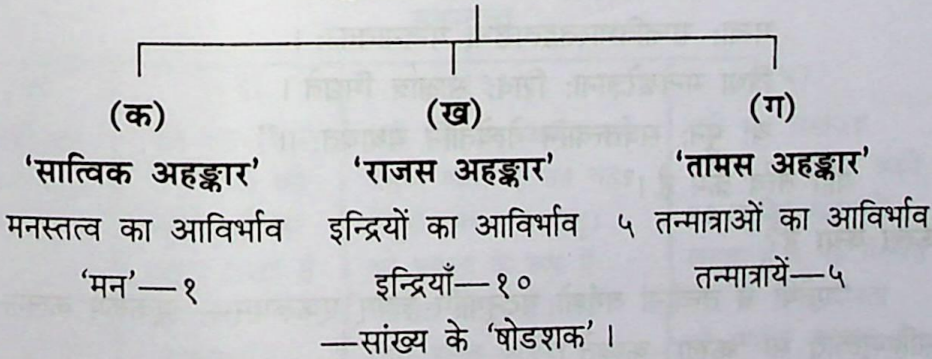 (क) (ख) (ग)
‘सात्विक अहङ्कार’ ‘राजस अहङ्कार’ ‘तामस अहङ्कार’
मनस्तत्व का आविर्भाव इन्द्रियों का आविर्भाव ५ तन्मात्राओं का आविर्भाव
‘मन’—१ इन्द्रियाँ—१० तन्मात्रायें—५
—सांख्य के ‘षोडशक’ ।